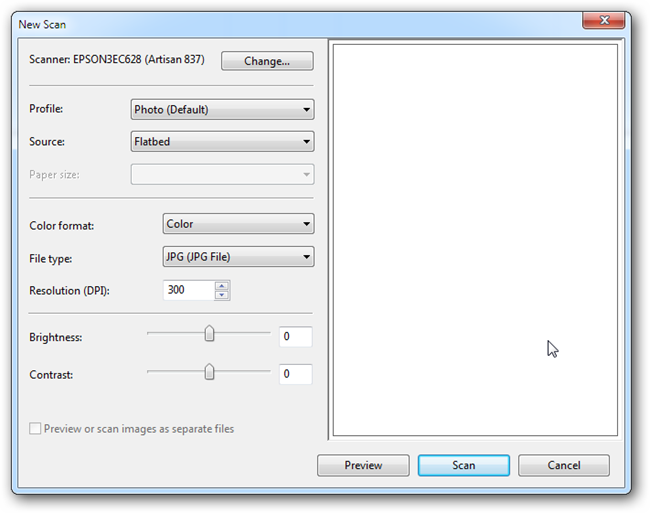 New Scan
Scanner: EPSON3EC628 (Artisan 837) Change...
Profile: Photo (Default)
Source: Flatbed
Paper size:
Color format: Color
File type: JPG (JPG File)
Resolution (DPI): 300
Brightness: 0
Contrast: 0
Preview or scan images as separate files
Preview Scan Cancel